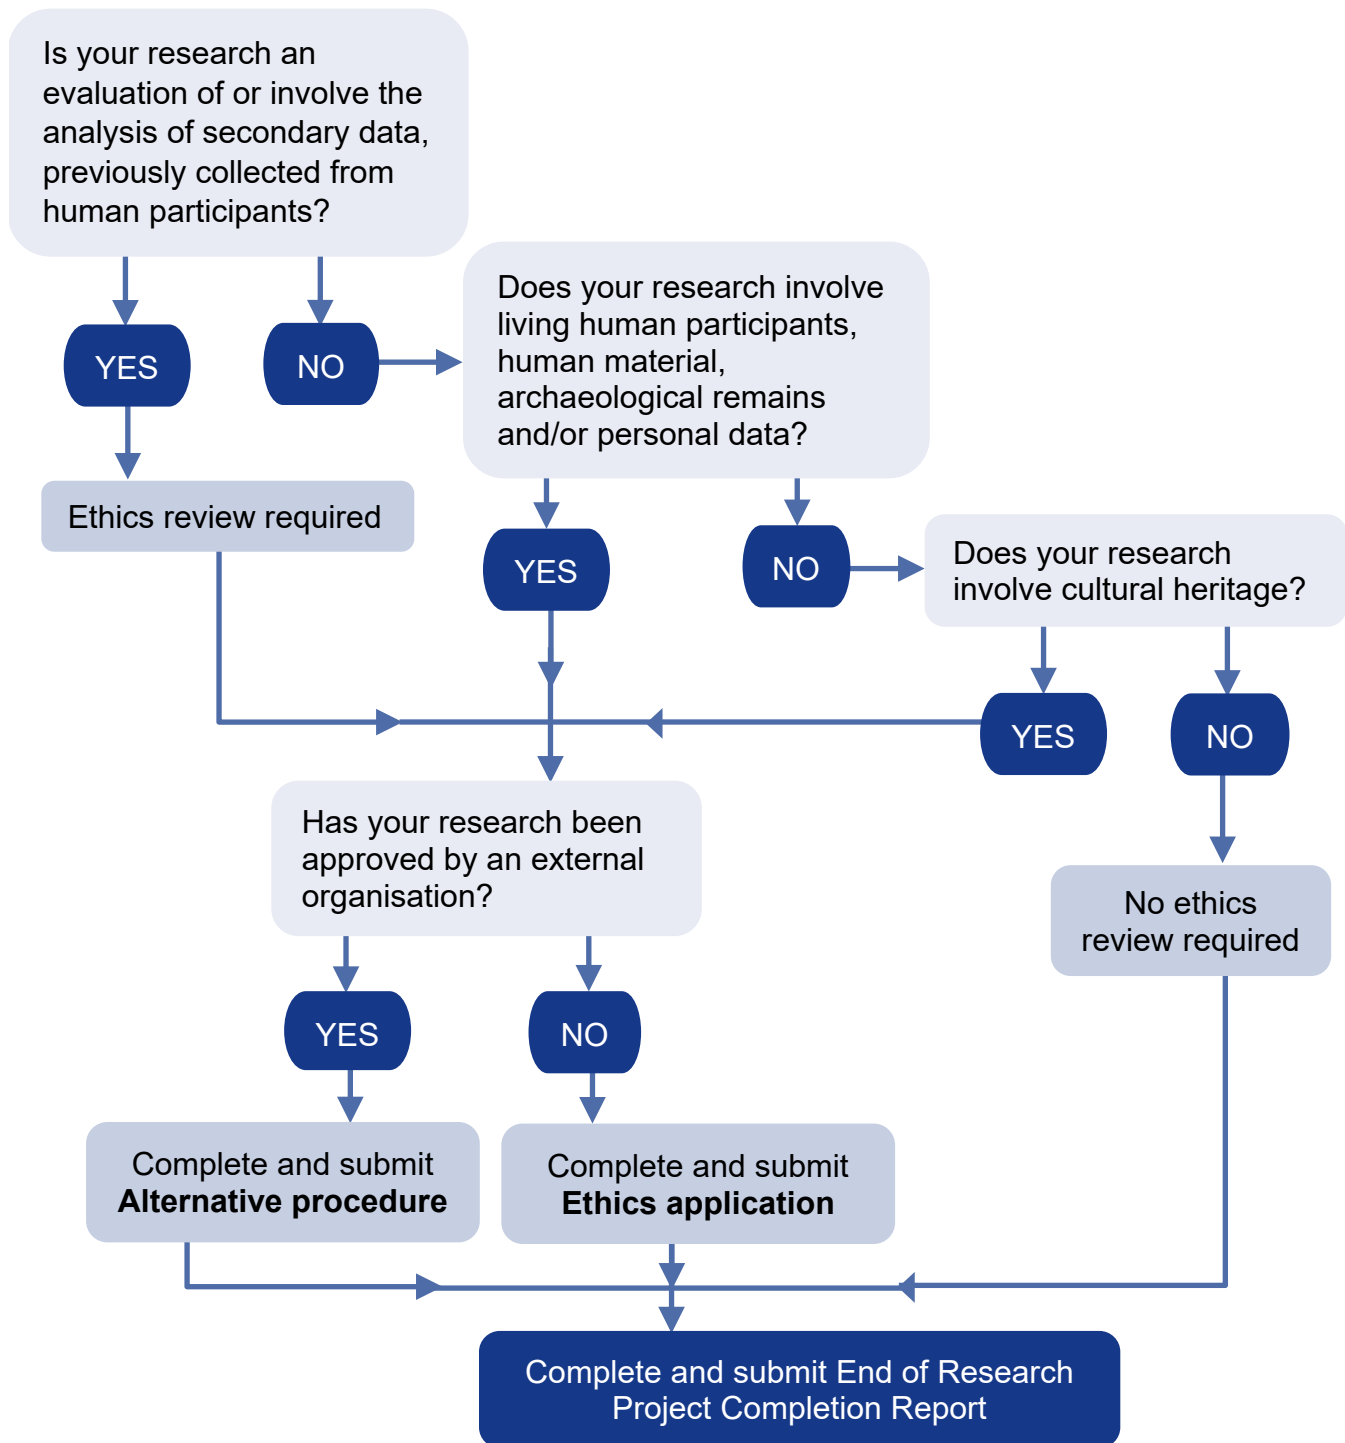 Is your research an
evaluation of or involve the
analysis of secondary data,
previously collected from
human participants?
YES
NO
Does your research involve
living human participants,
human material,
archaeological remains
and/or personal data?
Ethics review required
YES
NO
Does your research
involve cultural heritage?
YES
NO
Has your research been
approved by an external
organisation?
No ethics
review required
YES
NO
Complete and submit
Alternative procedure
Complete and submit
Ethics application
Complete and submit End of Research
Project Completion Report